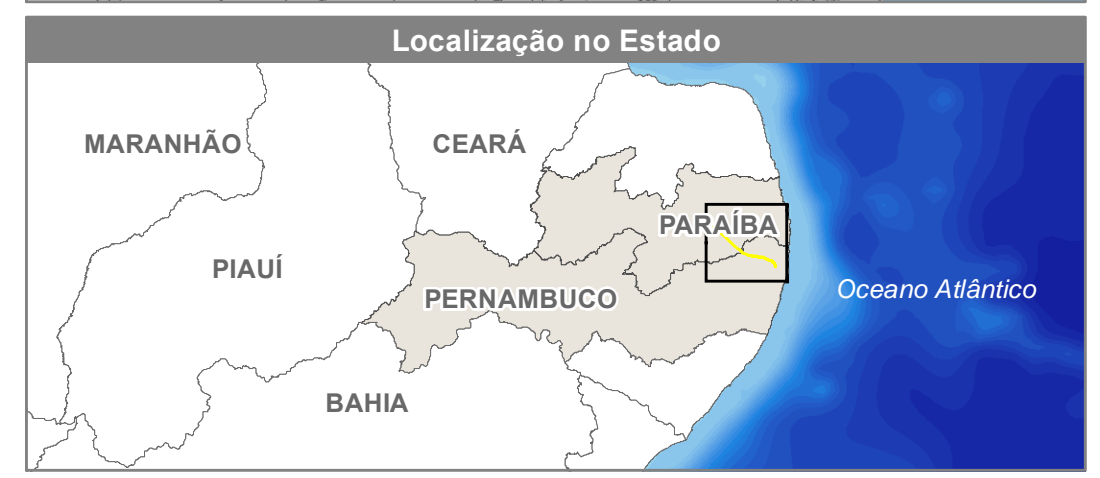 Localização no Estado
MARANHÃO
CEARÁ
PARAÍBA
PIAUÍ
PERNAMBUCO
Oceano Atlântico
BAHIA